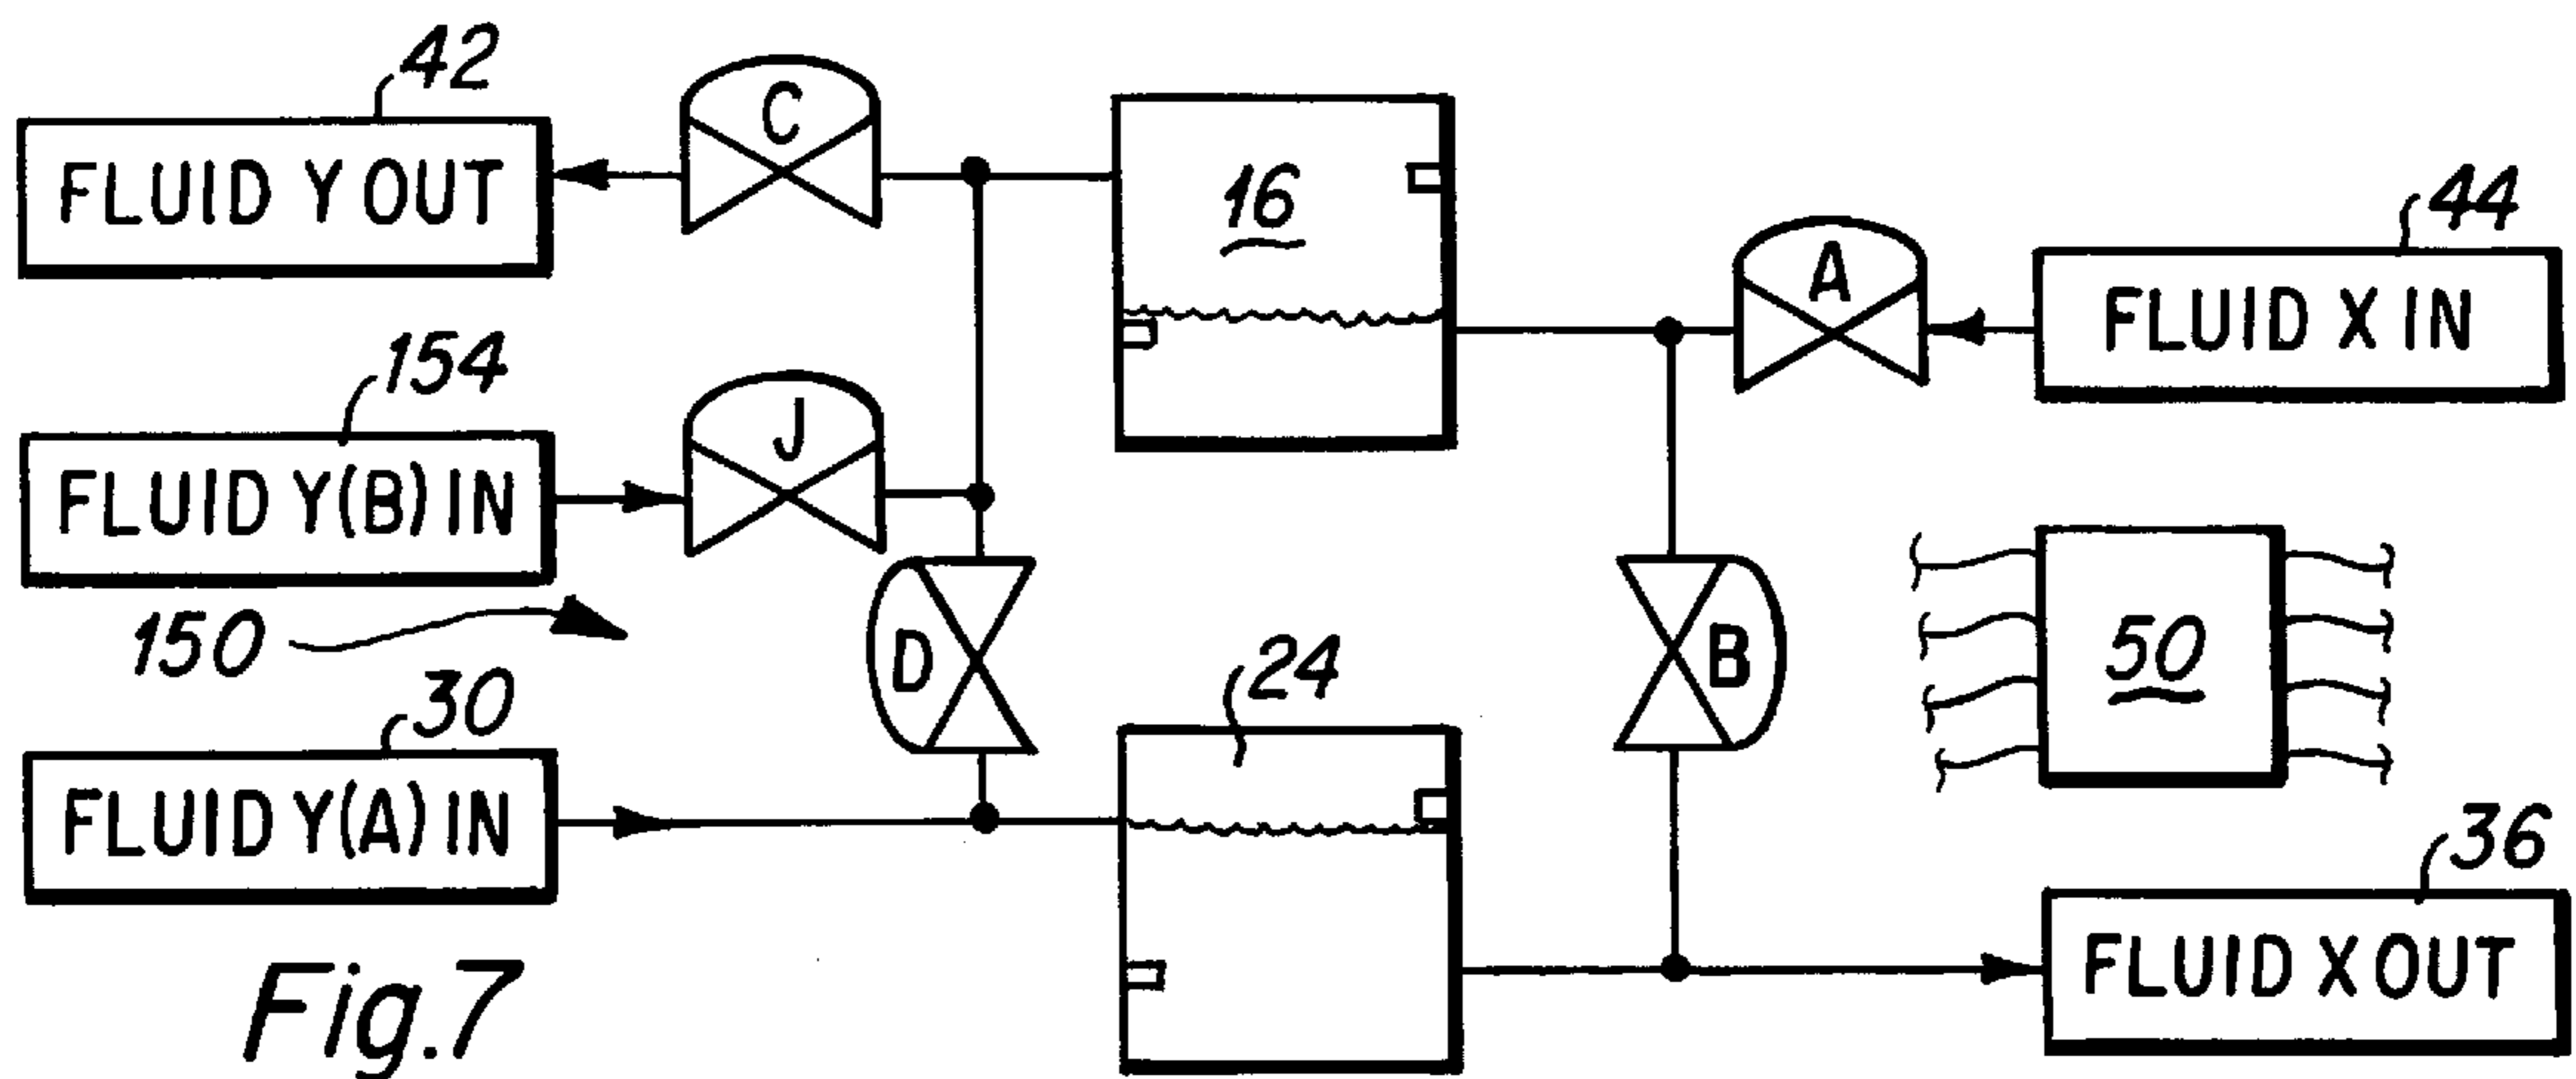 42
C
FLUID Y OUT
16
44
A
FLUID X IN
154
J
FLUID Y(B) IN
150
D
B
50
24
30
FLUID Y(A) IN
36
FLUID X OUT
Fig.7